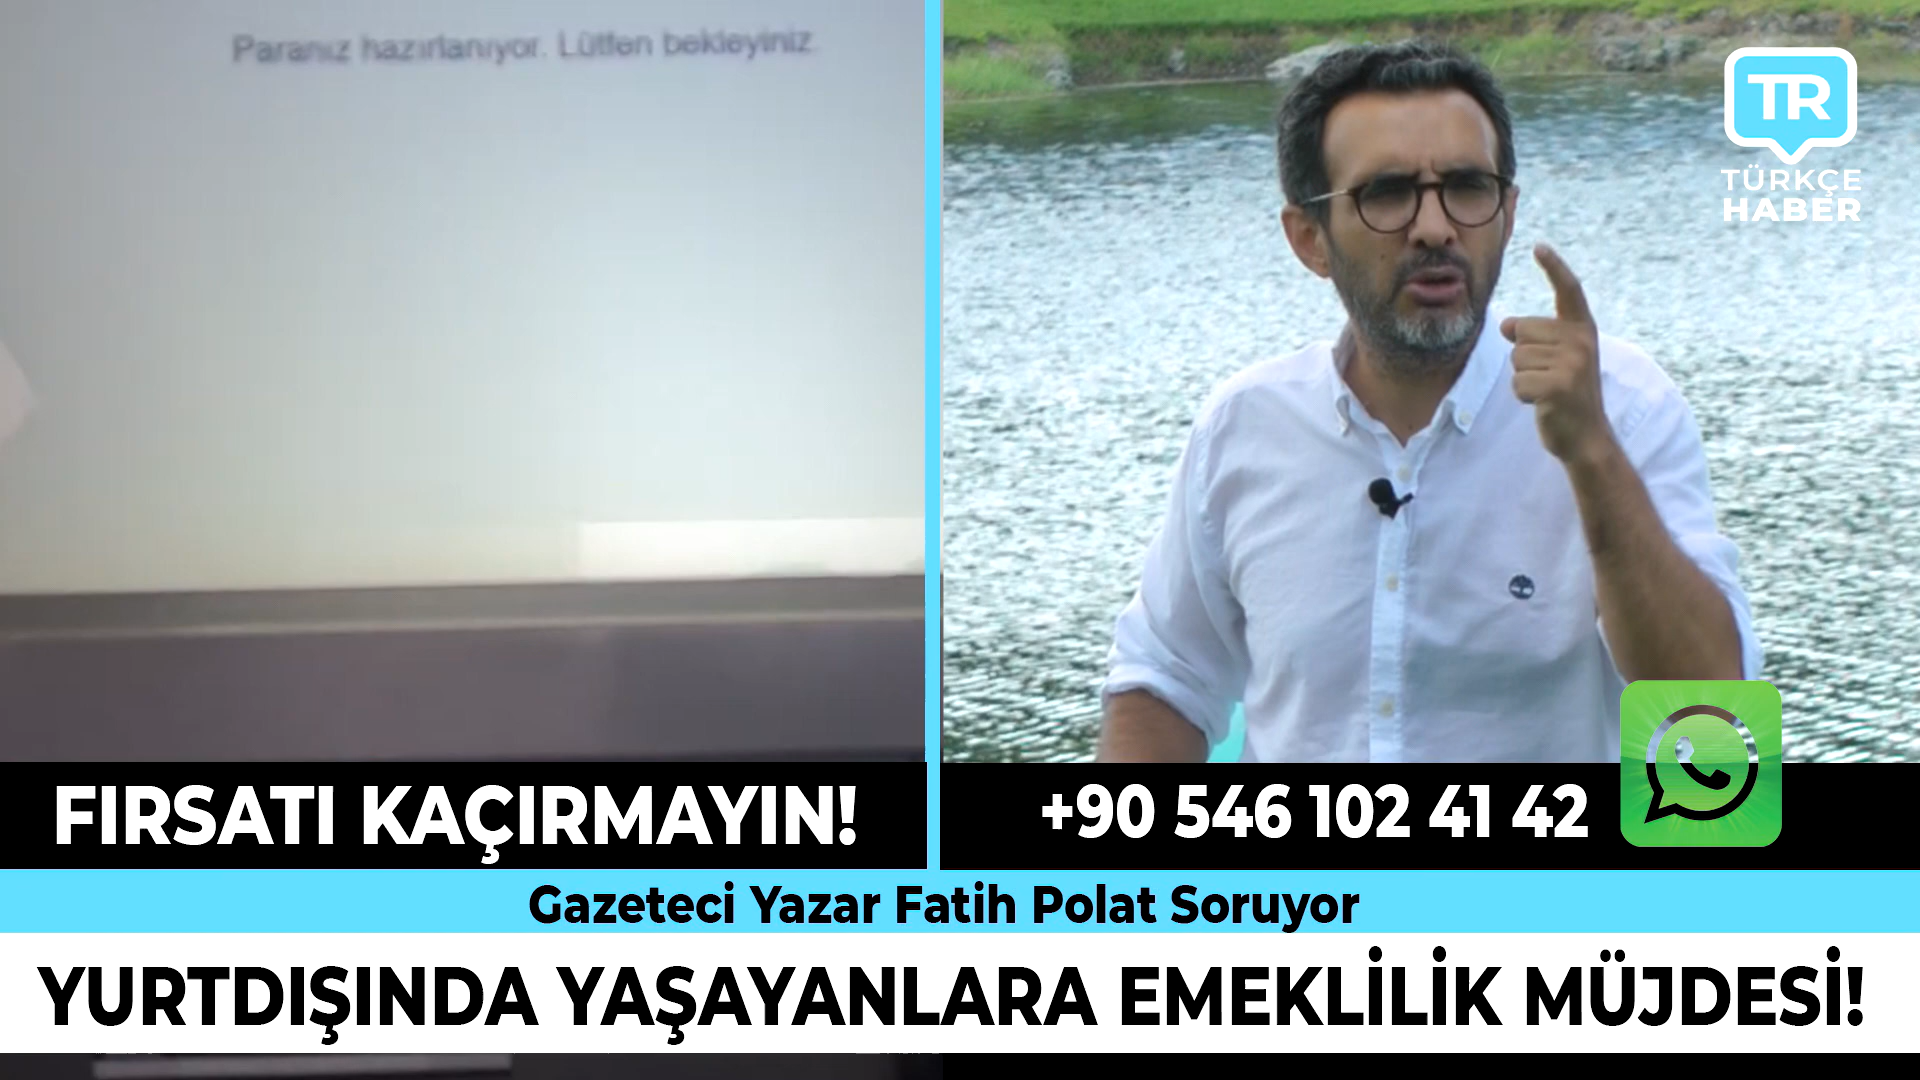 Paranız hazırlanıyor. Lütfen bekleyiniz.
TR
TÜRKÇE
HABER
FIRSATI KAÇIRMAYIN!
+90 546 102 41 42
Gazeteci Yazar Fatih Polat Soruyor
YURTDIŞINDA YAŞAYANLARA EMEKLİLİK MÜJDESİ!